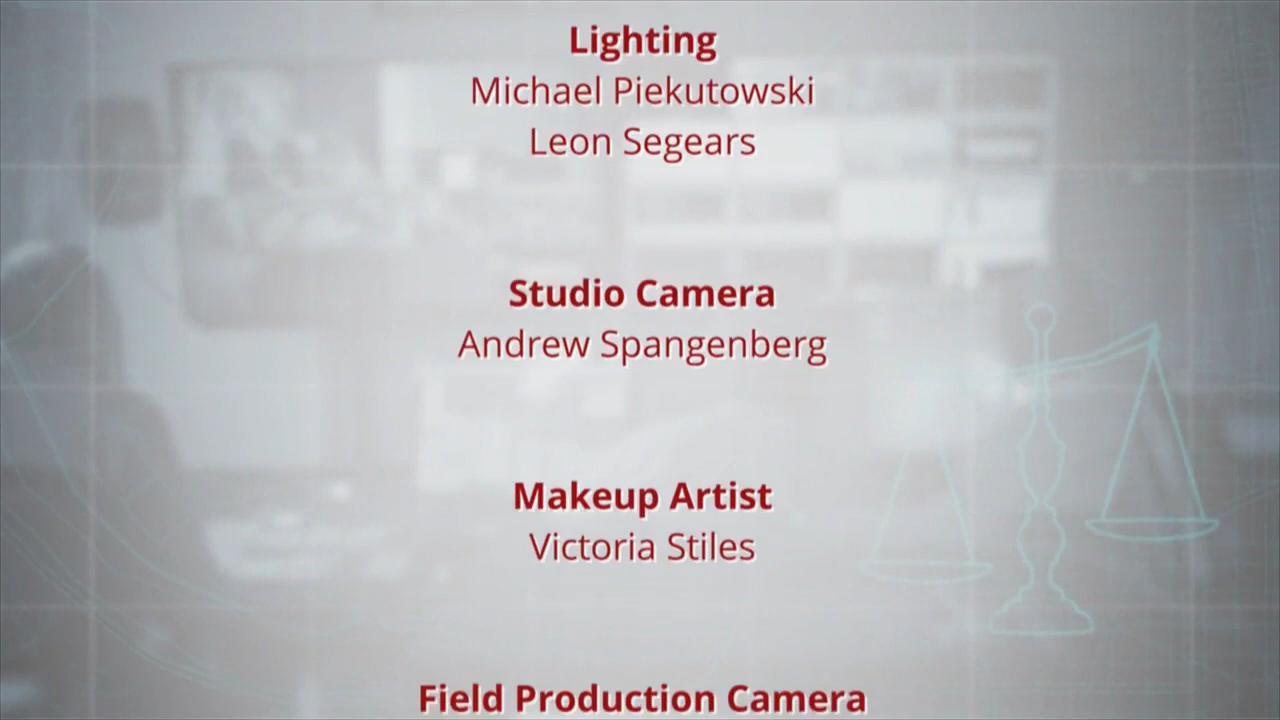 Lighting
Michael Piekutowski
Leon Segears
Studio Camera
Andrew Spangenberg
Makeup Artist
Victoria Stiles
Field Production Camera